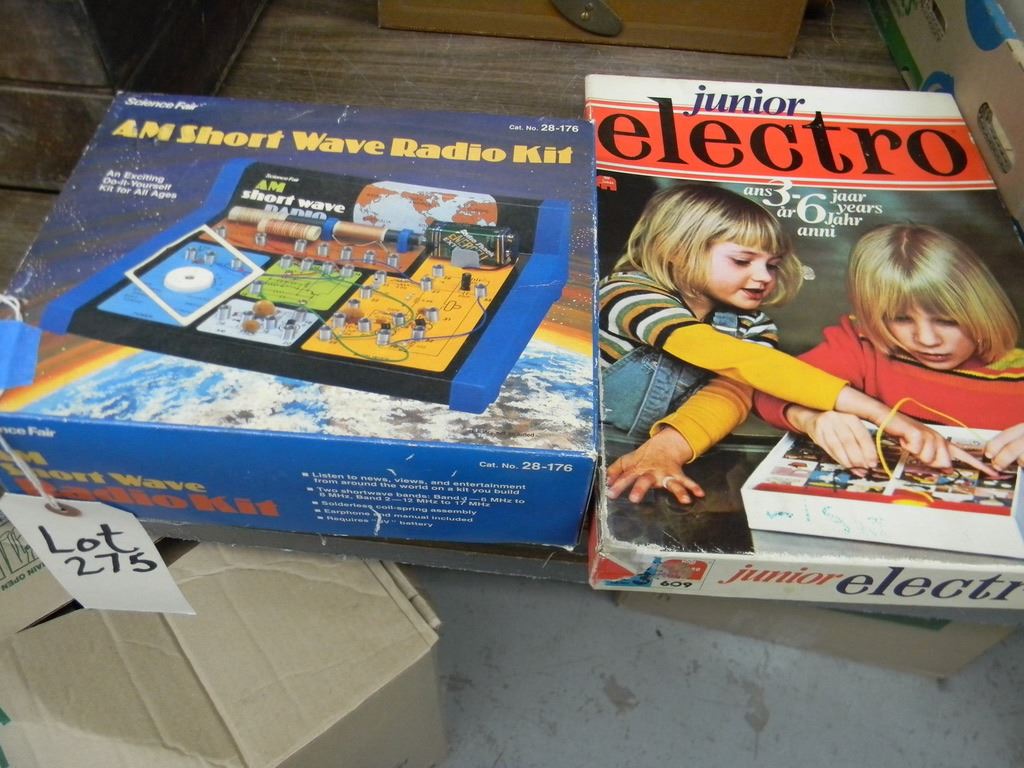 Science Fair
Cat. No. 28-176
AM Short Wave Radio Kit
An Exciting
Do-It-Yourself
Kit for All Ages
Science Fair
AM
short wave
RADIO
Science Fair
Cat. No. 28-176
AM
Short Wave
Radio Kit
Listen to news, views, and entertainment
from around the world on a kit you build
Two shortwave bands: Band 1—6 MHz to
8 MHz, Band 2—12 MHz to 17 MHz
Solderless coil-spring assembly
Earphone and manual included
Requires battery
Lot
275
junior
electro
ans 3-6 jaar
år years
Jahr
anni
609
junior electr